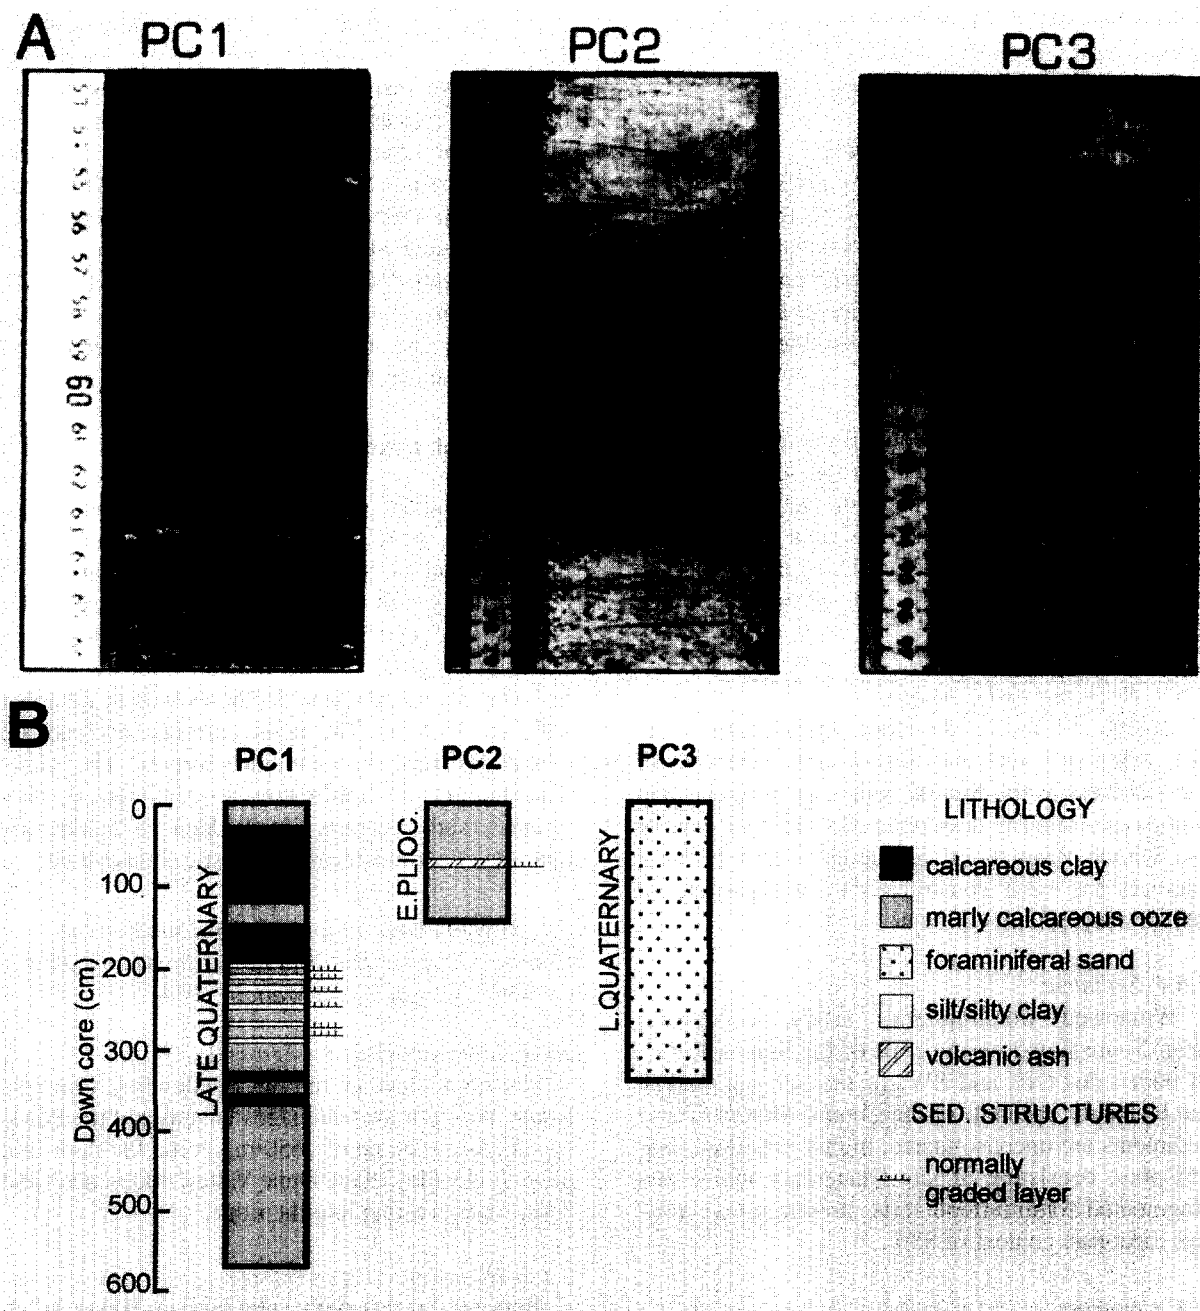 A
PC1
PC2
PC3
60
B
PC1
PC2
PC3
0
100
200
300
400
500
600
Down core (cm)
LATE QUATERNARY
E.PLIOC.
L.QUATERNARY
LITHOLOGY
calcareous clay
marly calcareous ooze
foraminiferal sand
silt/silty clay
volcanic ash
SED. STRUCTURES
normally
graded layer